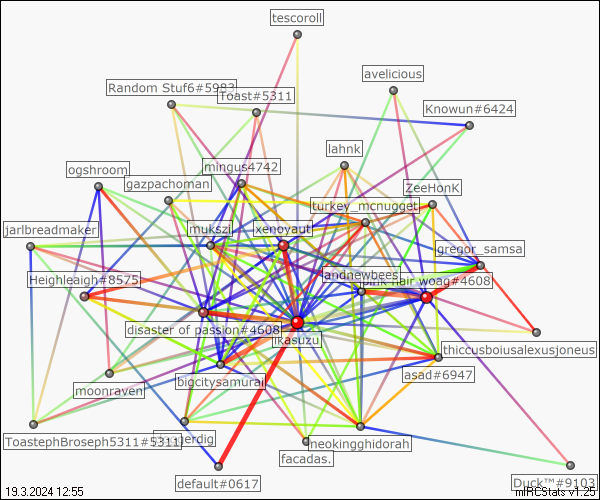 tescoroll
avelicious
Random Stuf6#5983
Toast#5311
Knowun#6424
lahnk
mingus4742
ogshroom
gazpachoman
ZeeHonK
turkey_mcnugget
jarlbreadmaker
mukszi
xenoyaut
gregor_samsa
Heighleaigh#8575
andnewbees
pink hair woag#4608
disaster of passion#4608
ikasuzu
thiccusboiusalexusjoneus
bigcitysamurai
asad#6947
moonraven
ToastephBroseph5311#5311
neokingghidorah
facadas.
default#0617
Duck™#9103
19.3.2024 12:55
mIRCStats v1.25